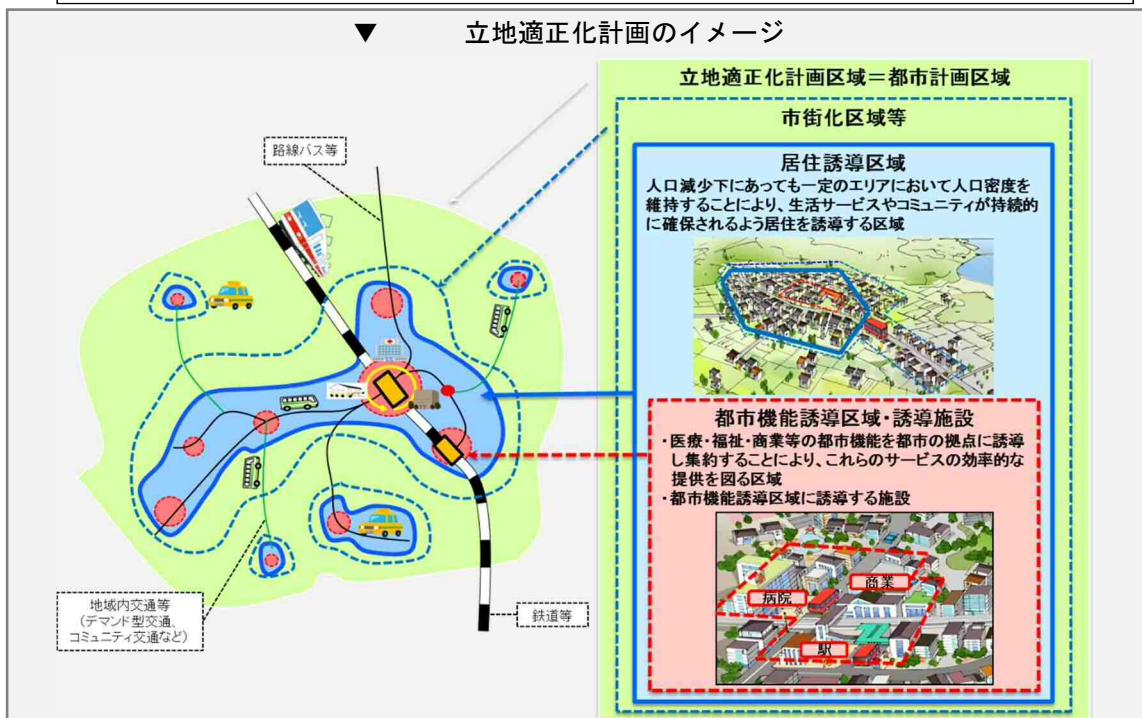 ▼ 立地適正化計画のイメージ
立地適正化計画区域＝都市計画区域
市街化区域等
居住誘導区域
人口減少下にあっても一定のエリアにおいて人口密度を
維持することにより、生活サービスやコミュニティが持続的
に確保されるよう居住を誘導する区域
都市機能誘導区域・誘導施設
・医療・福祉・商業等の都市機能を都市の拠点に誘導
し集約することにより、これらのサービスの効率的な
提供を図る区域
・都市機能誘導区域に誘導する施設
商業
病院
駅
路線バス等
地域内交通等
(デマンド型交通、
コミュニティ交通など)
鉄道等